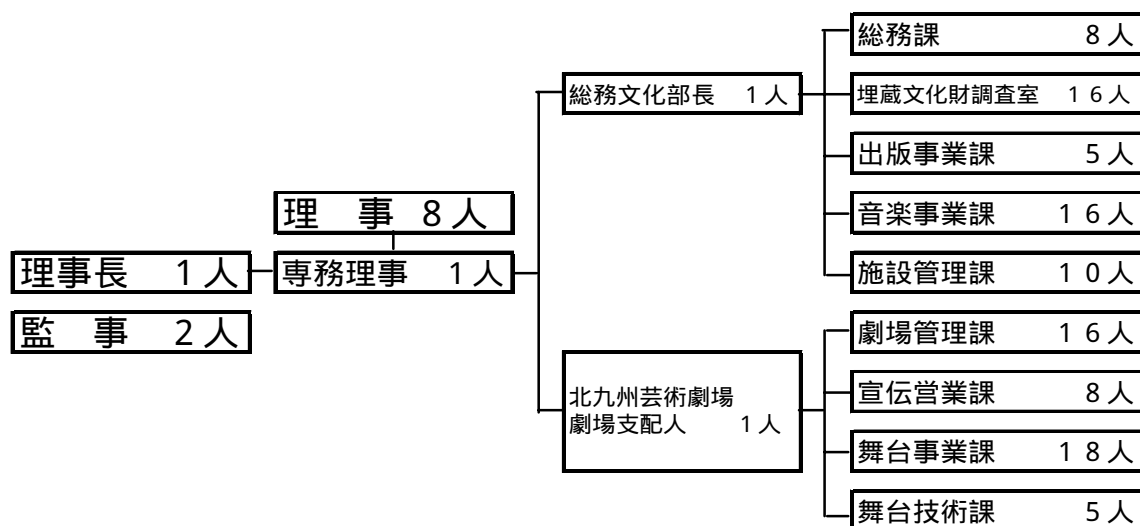 総務課 8人
総務文化部長 1人
埋蔵文化財調査室 16人
出版事業課 5人
理 事 8人
音楽事業課 16人
理事長 1人
専務理事 1人
施設管理課 10人
監 事 2人
劇場管理課 16人
北九州芸術劇場
劇場支配人 1人
宣伝営業課 8人
舞台事業課 18人
舞台技術課 5人